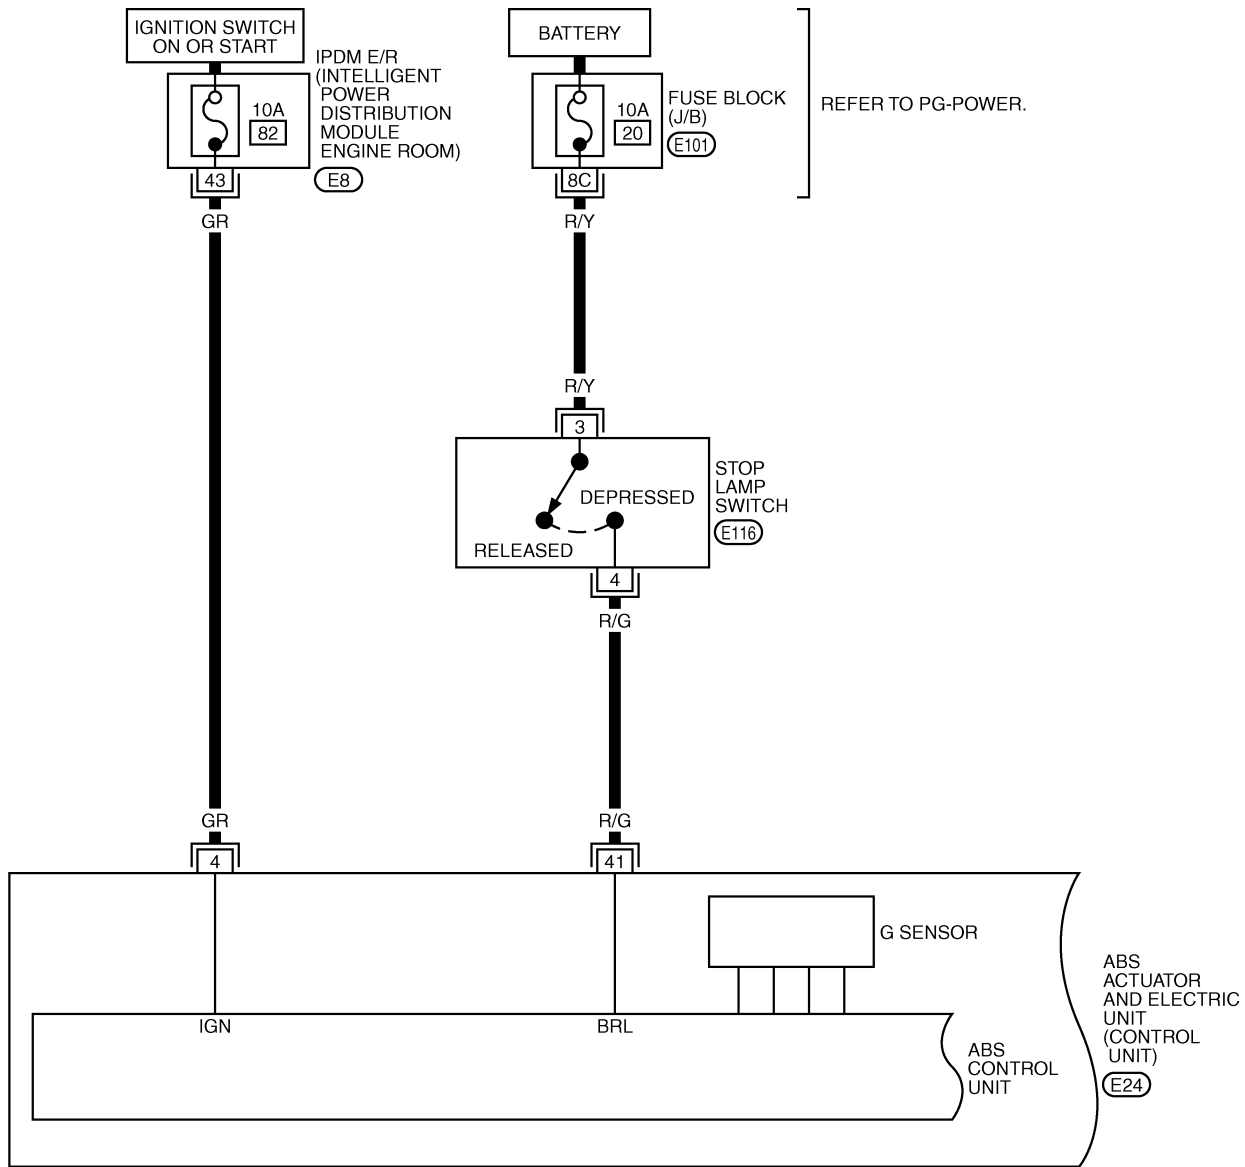 IGNITION SWITCH
ON OR START
IPDM E/R
(INTELLIGENT
POWER
DISTRIBUTION
MODULE
ENGINE ROOM)
10A
82
43
E8
GR
BATTERY
10A
20
FUSE BLOCK
(J/B)
E101
8C
R/Y
REFER TO PG-POWER.
R/Y
3
DEPRESSED
RELEASED
STOP
LAMP
SWITCH
E116
4
R/G
GR
R/G
4
41
G SENSOR
IGN
BRL
ABS
CONTROL
UNIT
ABS
ACTUATOR
AND ELECTRIC
UNIT
(CONTROL
UNIT)
E24